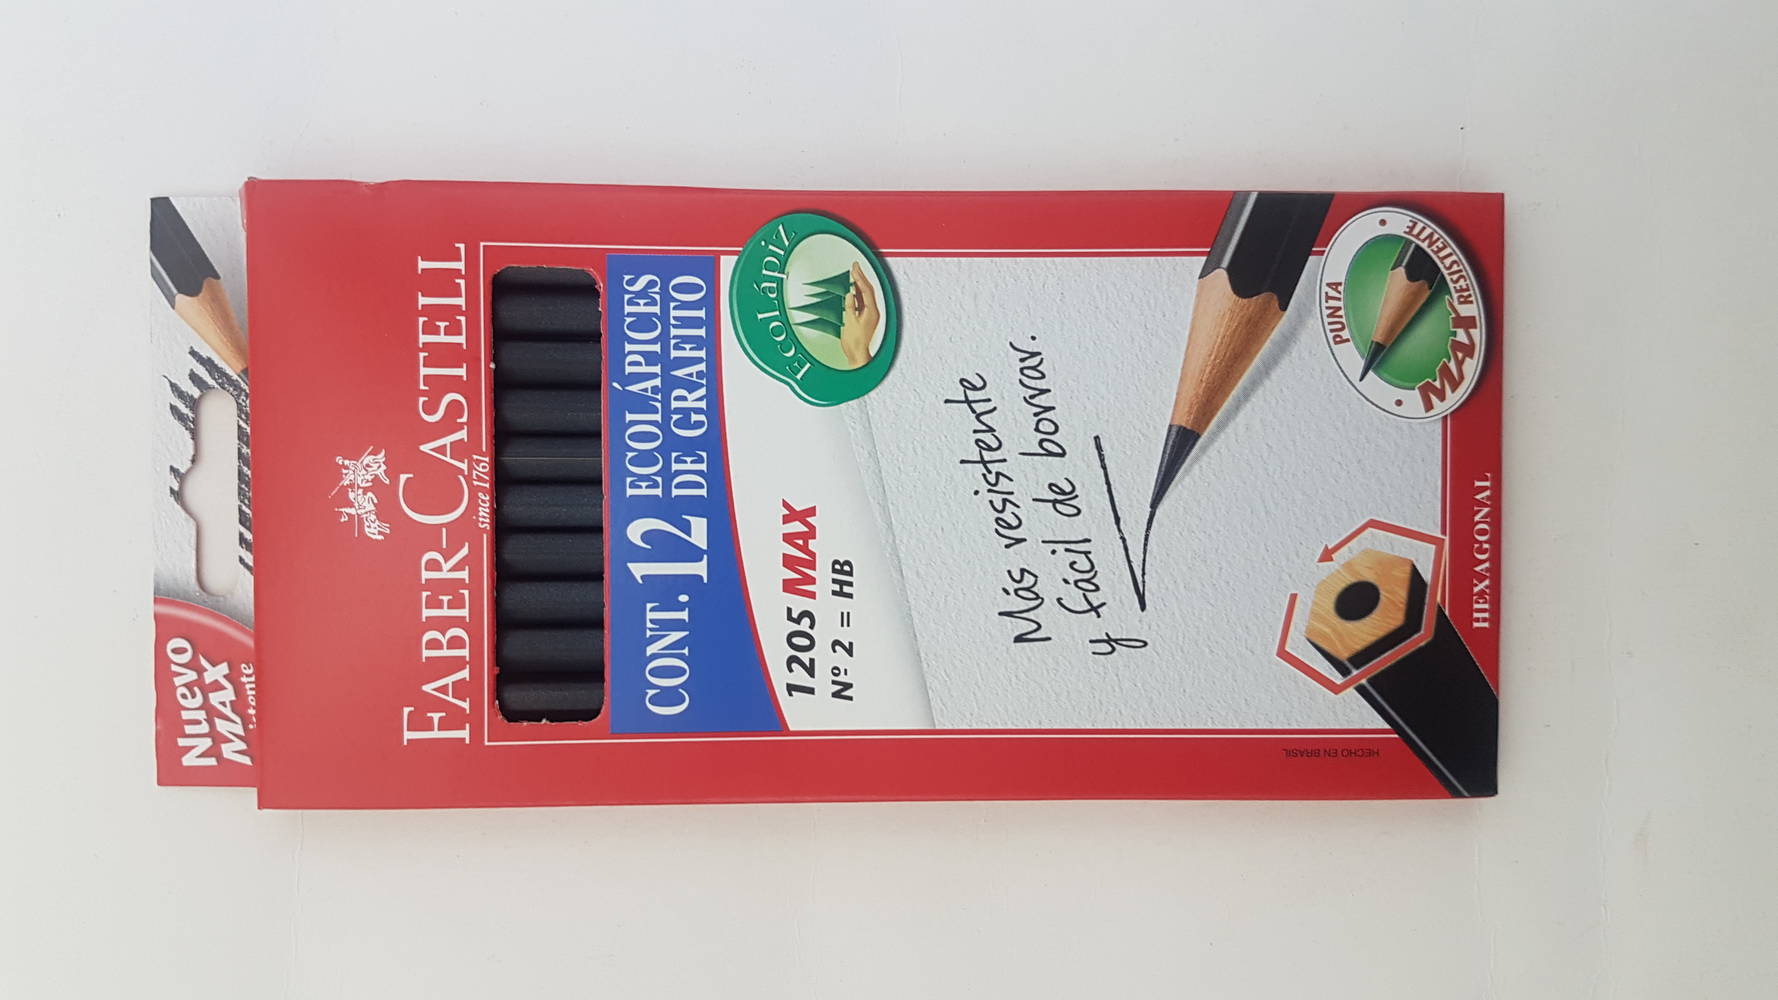 Nuevo
MAX
FABER-CASTELL
since 1761
CONT. 12 ECOLÁPICES
DE GRAFITO
EcoLápiz
1205 MAX
Nº 2 = HB
Más resistente
y fácil de borrar.
PUNTA
MAX RESISTENTE
HEXAGONAL
HECHO EN BRASIL